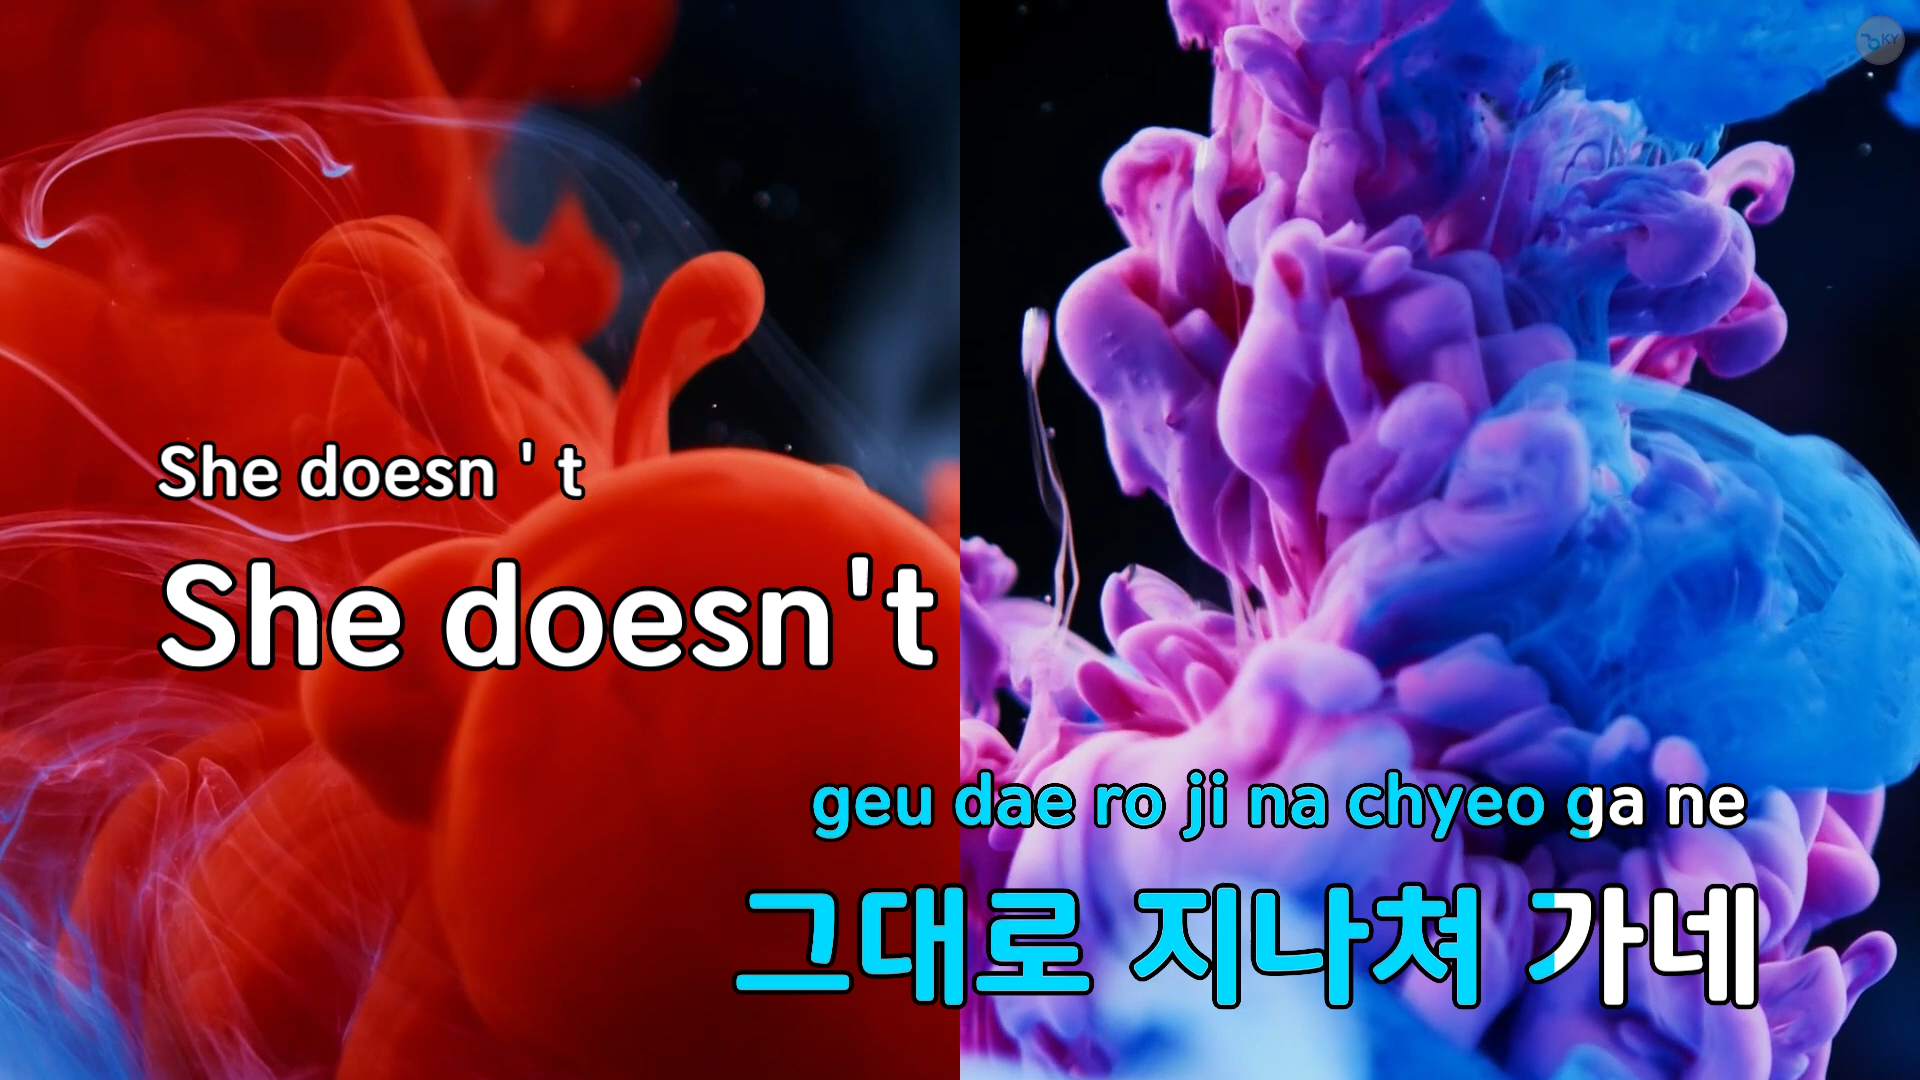 KY
She doesn ' t
She doesn't
geu dae ro ji na chyeo ga ne
그대로 지나쳐 가네